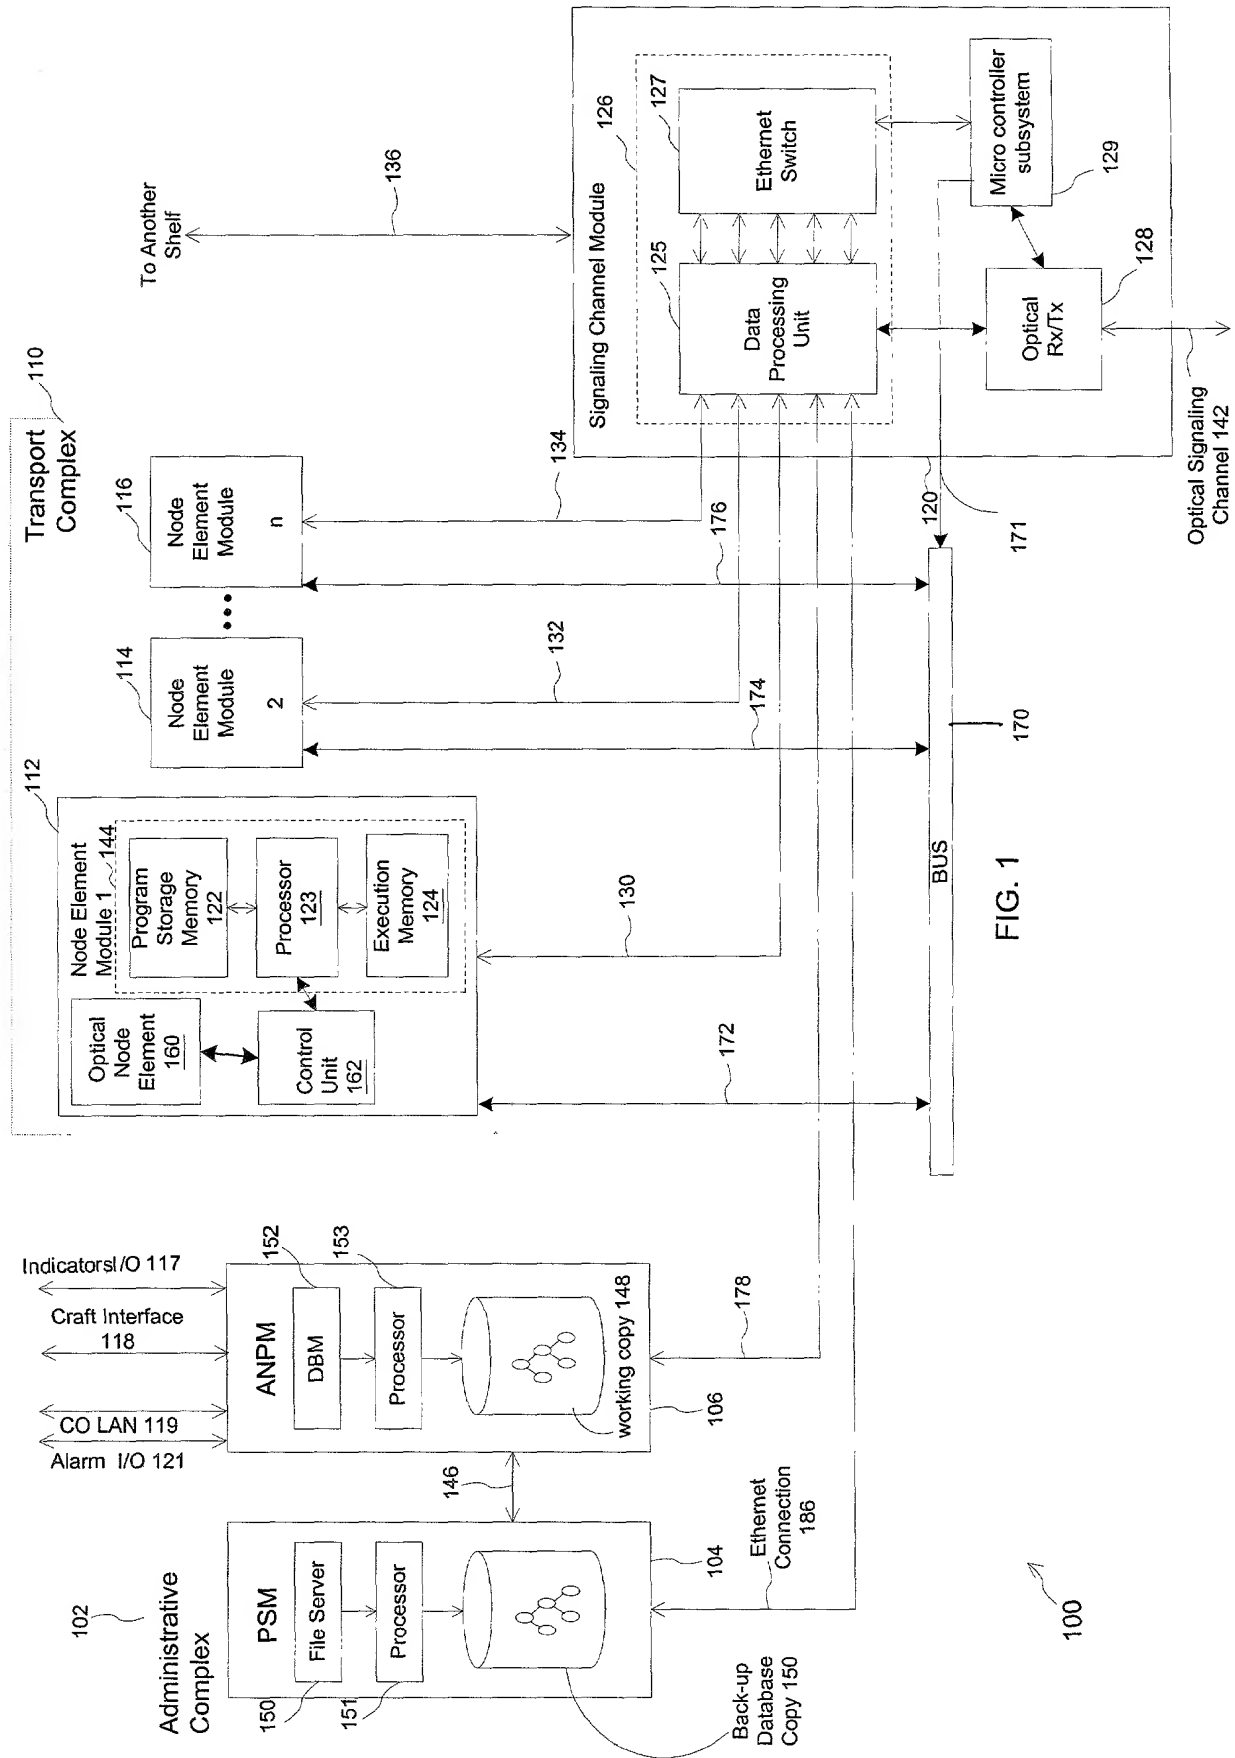 102
Administrative
Complex
PSM
File Server
150
Processor
151
104
Back-up
Database
Copy 150
Ethernet
Connection
186
146
IndicatorsI/O 117
Craft Interface
118
CO LAN 119
Alarm I/O 121
ANPM
DBM
152
Processor
153
working copy 148
106
178
Transport
Complex
110
112
Node Element
Module 1
144
Program
Storage
Memory
122
Processor
123
Execution
Memory
124
Optical
Node
Element
160
Control
Unit
162
114
Node
Element
Module
2
116
Node
Element
Module
n
130
132
134
172
174
176
BUS
170
171
120
To Another
Shelf
136
Signaling Channel Module
126
125
Data
Processing
Unit
127
Ethernet
Switch
Micro controller
subsystem
129
Optical
Rx/Tx
128
Optical Signaling
Channel 142
FIG. 1
100